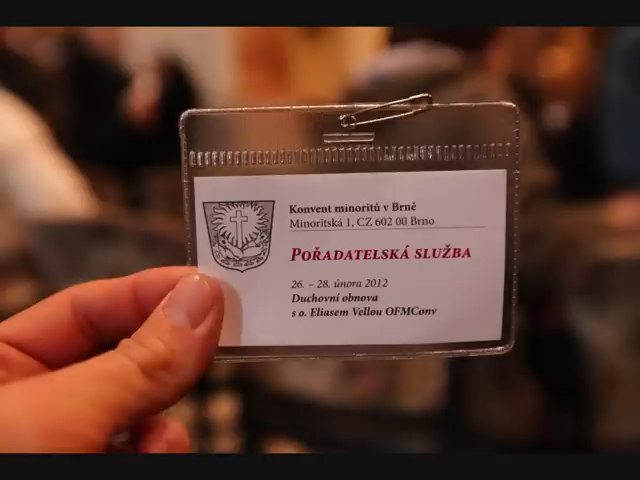 Konvent minoritů v Brně
Minoritská 1, CZ 602 00 Brno
Pořadatelská služba
26. – 28. února 2012
Duchovní obnova
s o. Eliasem Vellou OFMConv